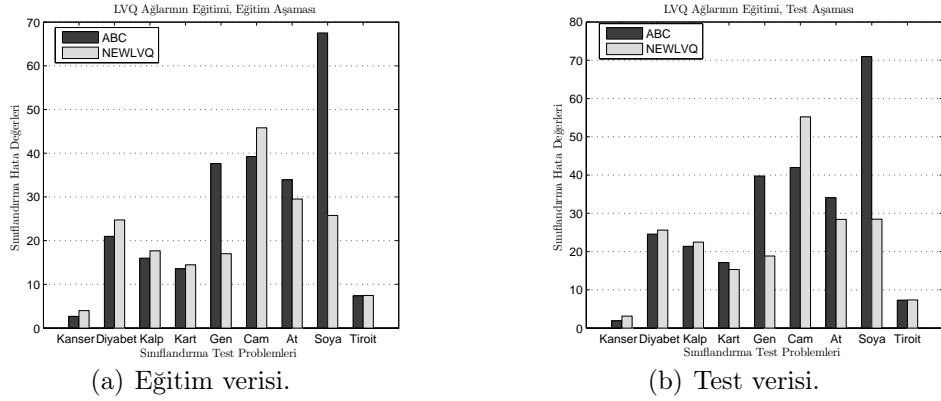 LVQ Ağlarının Eğitimi, Eğitim Aşaması
ABC
NEWLVQ
70
60
50
40
30
20
10
0
Sınıflandırma Hata Değerleri
Kanser Diyabet Kalp Kart Gen Cam At Soya Tiroit
Sınıflandırma Test Problemleri
(a) Eğitim verisi.
LVQ Ağlarının Eğitimi, Test Aşaması
ABC
NEWLVQ
80
70
60
50
40
30
20
10
0
Sınıflandırma Hata Değerleri
Kanser Diyabet Kalp Kart Gen Cam At Soya Tiroit
Sınıflandırma Test Problemleri
(b) Test verisi.